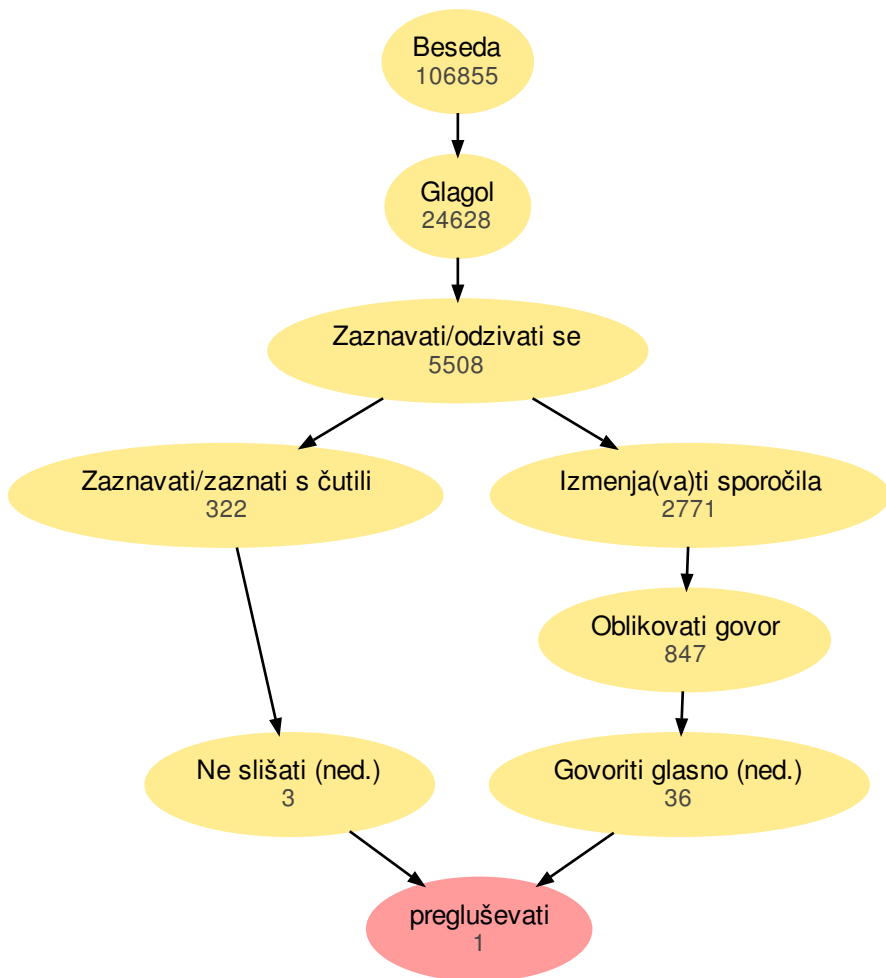 Beseda
106855
Glagol
24628
Zaznavati/odzivati se
5508
Zaznavati/zaznati s čutili
322
Izmenja(va)ti sporočila
2771
Oblikovati govor
847
Ne slišati (ned.)
3
Govoriti glasno (ned.)
36
pregluševati
1